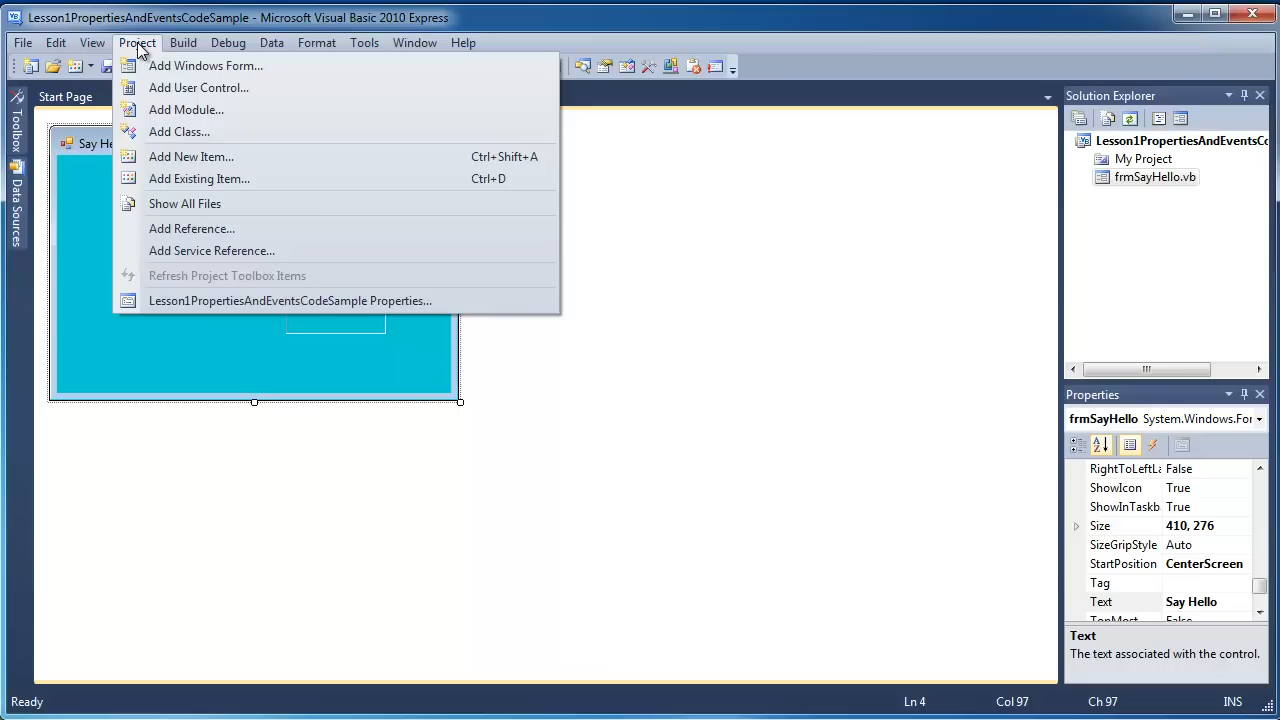 Lesson1PropertiesAndEventsCodeSample - Microsoft Visual Basic 2010 Express
File Edit View Project Build Debug Data Format Tools Window Help
Start Page
Toolbox
Data Sources
Say He
Add Windows Form...
Add User Control...
Add Module...
Add Class...
Add New Item... Ctrl+Shift+A
Add Existing Item... Ctrl+D
Show All Files
Add Reference...
Add Service Reference...
Refresh Project Toolbox Items
Lesson1PropertiesAndEventsCodeSample Properties...
Solution Explorer
Lesson1PropertiesAndEventsCo
My Project
frmSayHello.vb
Properties
frmSayHello System.Windows.For
RightToLeftLa False
ShowIcon True
ShowInTaskb True
Size 410, 276
SizeGripStyle Auto
StartPosition CenterScreen
Tag
Text Say Hello
TopMost False
Text
The text associated with the control.
Ready Ln 4 Col 97 Ch 97 INS